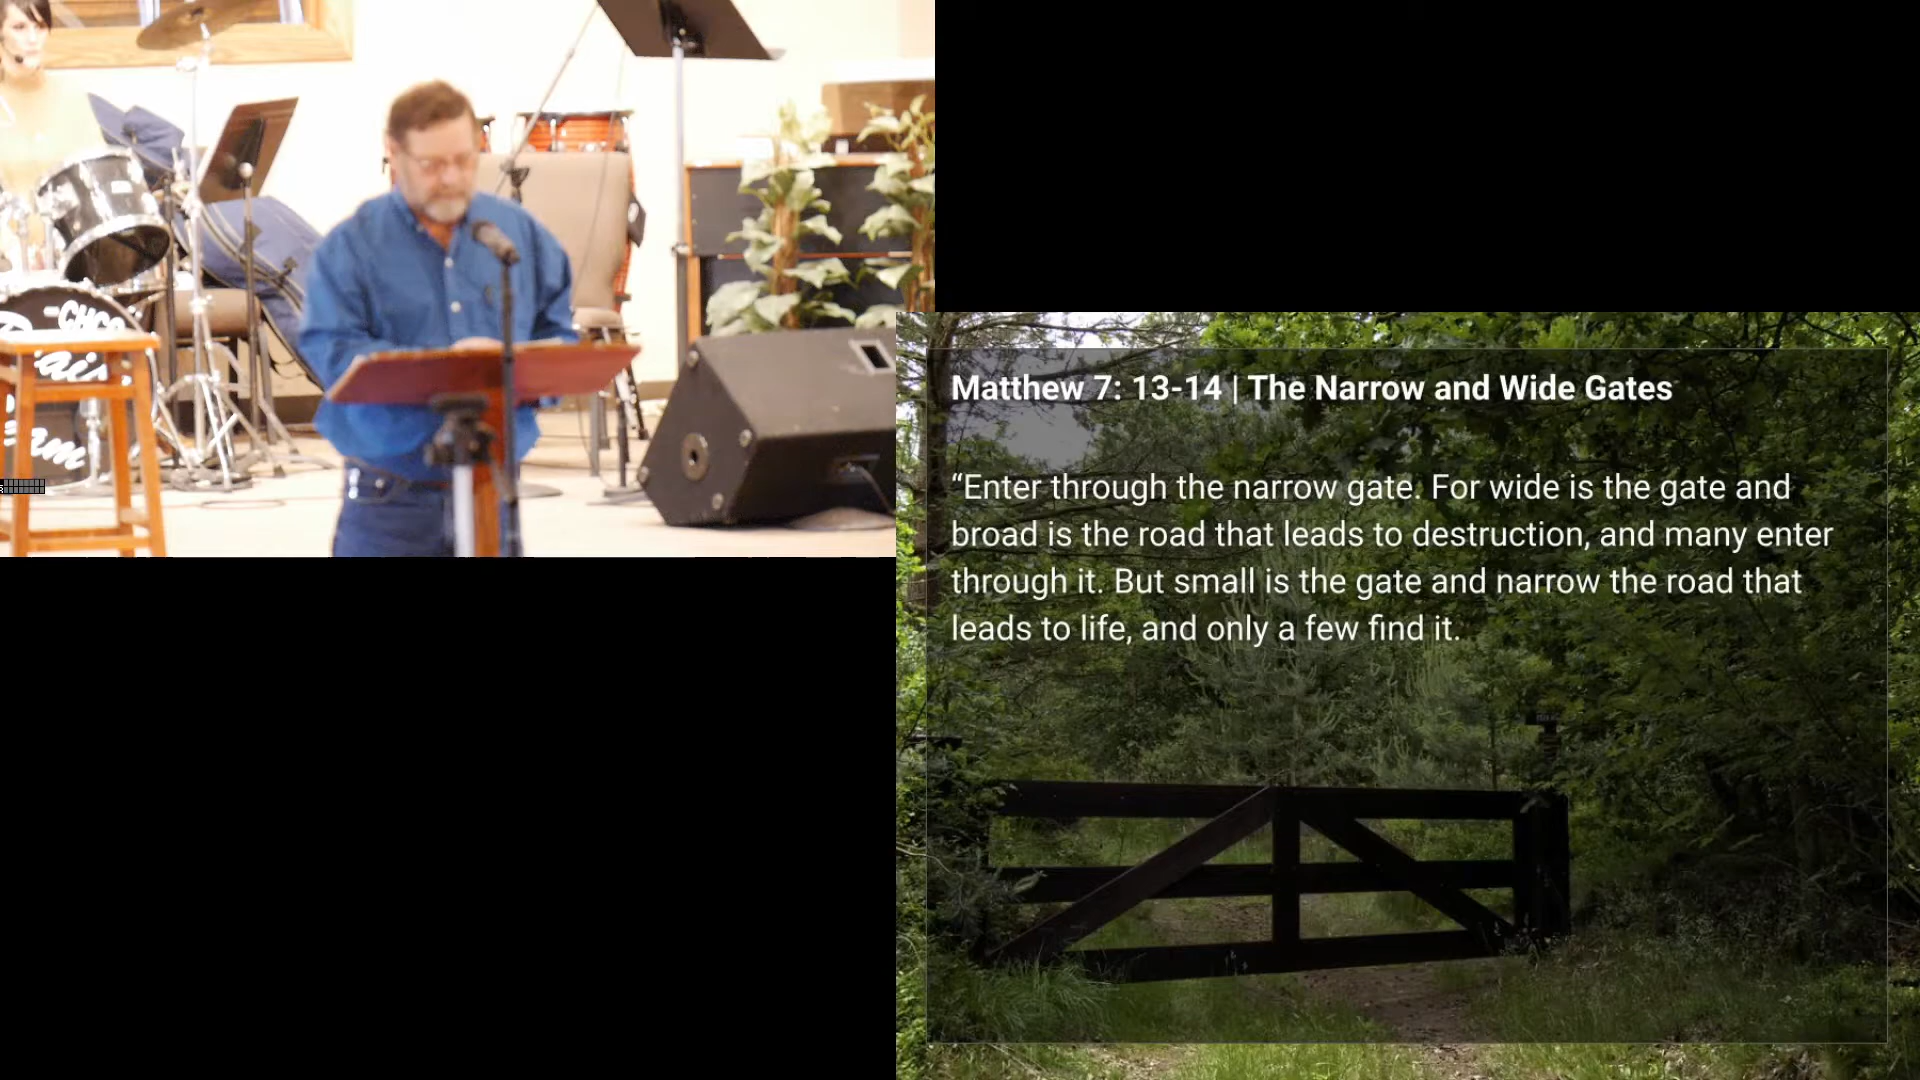 -CHCC
Matthew 7: 13-14 | The Narrow and Wide Gates
“Enter through the narrow gate. For wide is the gate and
broad is the road that leads to destruction, and many enter
through it. But small is the gate and narrow the road that
leads to life, and only a few find it.